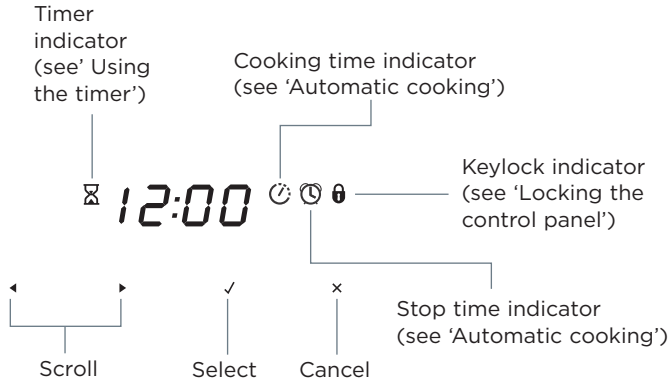 Timer
indicator
(see' Using
the timer')
Cooking time indicator
(see ‘Automatic cooking’)
12:00
Keylock indicator
(see ‘Locking the
control panel’)
Stop time indicator
(see ‘Automatic cooking’)
Scroll
Select
Cancel